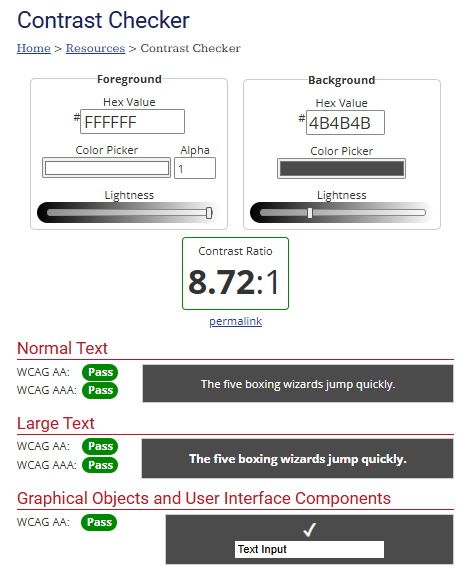 Contrast Checker
Home > Resources > Contrast Checker
Foreground
Hex Value
# FFFFFF
Color Picker Alpha
1
Lightness
Background
Hex Value
# 4B4B4B
Color Picker
Lightness
Contrast Ratio
8.72:1
permalink
Normal Text
WCAG AA: Pass
WCAG AAA: Pass
The five boxing wizards jump quickly.
Large Text
WCAG AA: Pass
WCAG AAA: Pass
The five boxing wizards jump quickly.
Graphical Objects and User Interface Components
WCAG AA: Pass
✓
Text Input